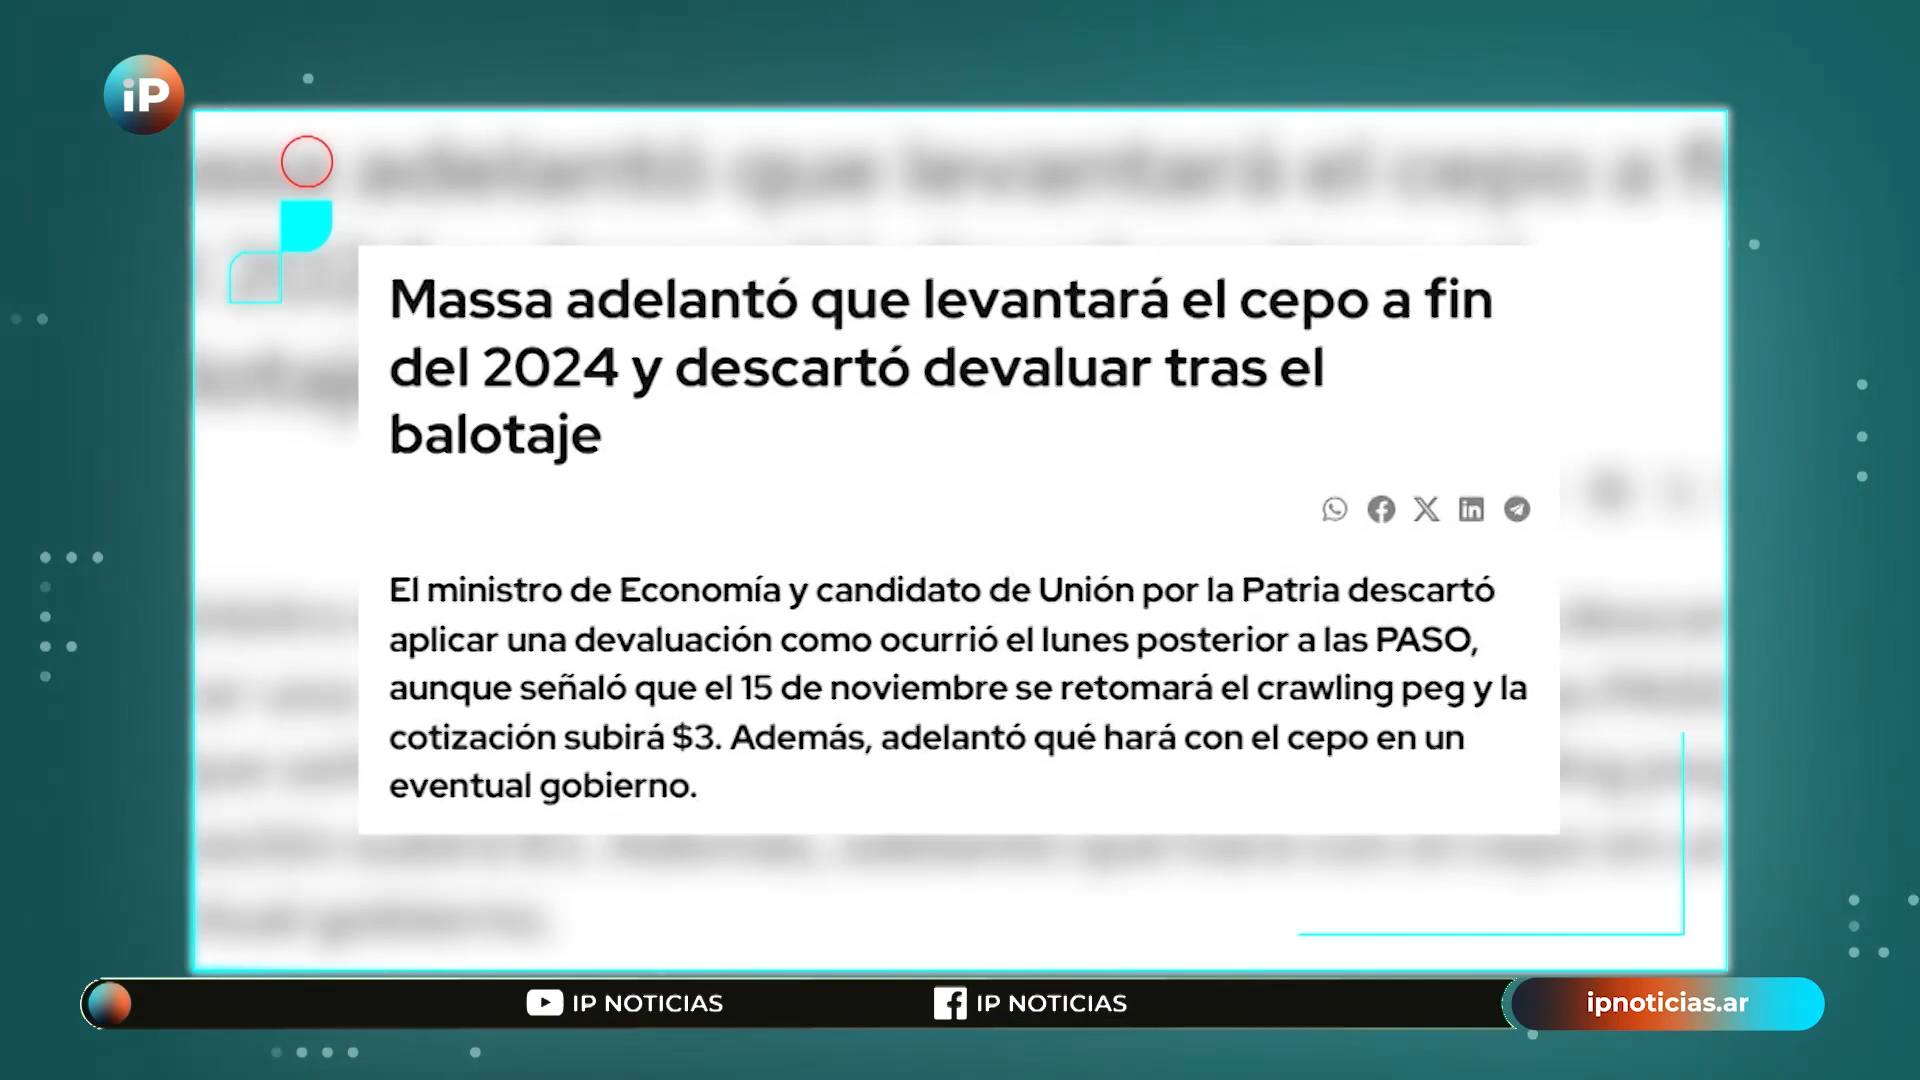 iP
Massa adelantó que levantará el cepo a fin
del 2024 y descartó devaluar tras el
balotaje
El ministro de Economía y candidato de Unión por la Patria descartó
aplicar una devaluación como ocurrió el lunes posterior a las PASO,
aunque señaló que el 15 de noviembre se retomará el crawling peg y la
cotización subirá $3. Además, adelantó qué hará con el cepo en un
eventual gobierno.
IP NOTICIAS
IP NOTICIAS
ipnoticias.ar